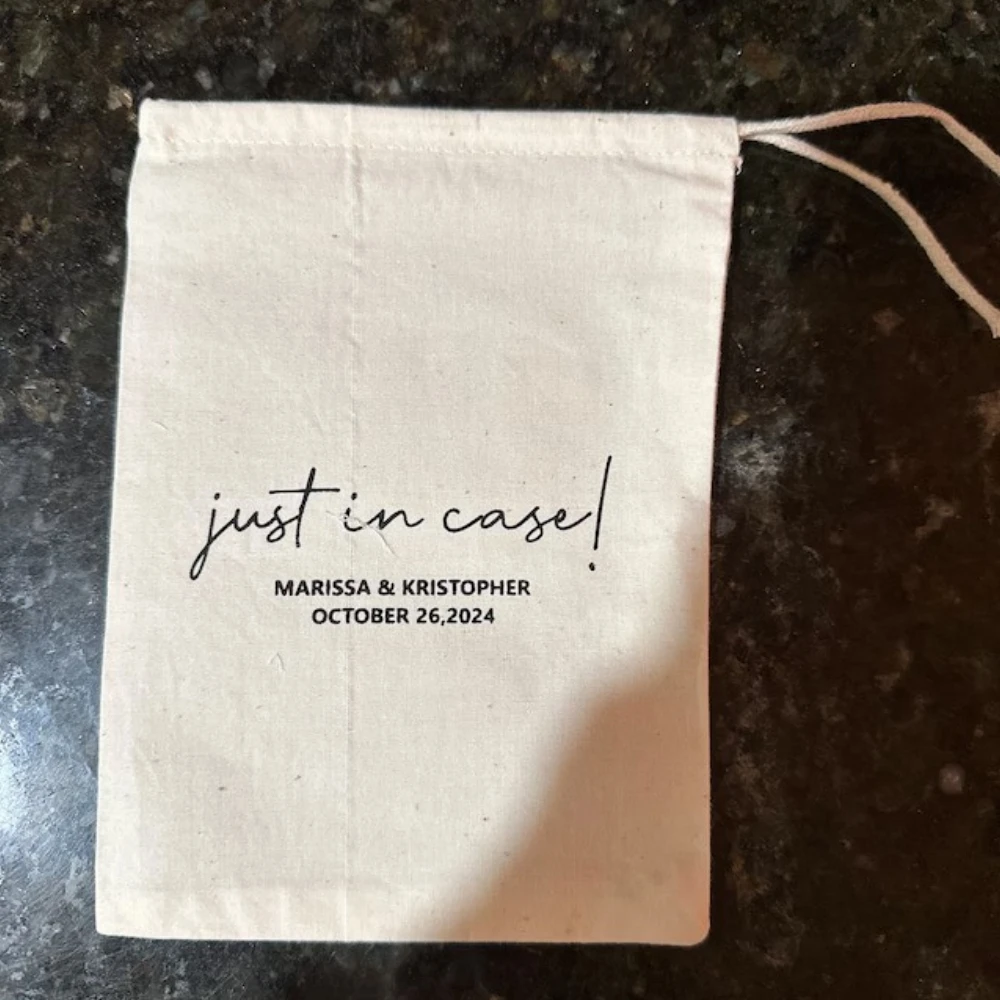 just in case!
MARISSA & KRISTOPHER
OCTOBER 26,2024